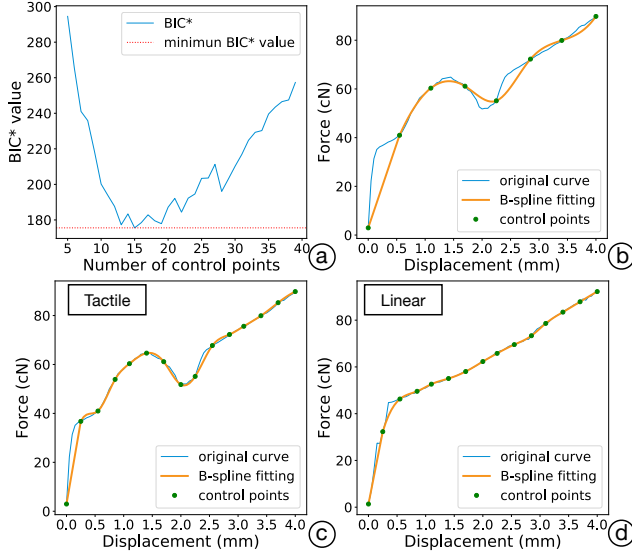 300
280
260
240
220
200
180
BIC* value
BIC*
minimun BIC* value
5 10 15 20 25 30 35 40
Number of control points
a
80
60
40
20
0
Force (cN)
original curve
B-spline fitting
control points
0.0 0.5 1.0 1.5 2.0 2.5 3.0 3.5 4.0
Displacement (mm)
b
Tactile
80
60
40
20
0
Force (cN)
original curve
B-spline fitting
control points
0.0 0.5 1.0 1.5 2.0 2.5 3.0 3.5 4.0
Displacement (mm)
c
Linear
80
60
40
20
0
Force (cN)
original curve
B-spline fitting
control points
0.0 0.5 1.0 1.5 2.0 2.5 3.0 3.5 4.0
Displacement (mm)
d